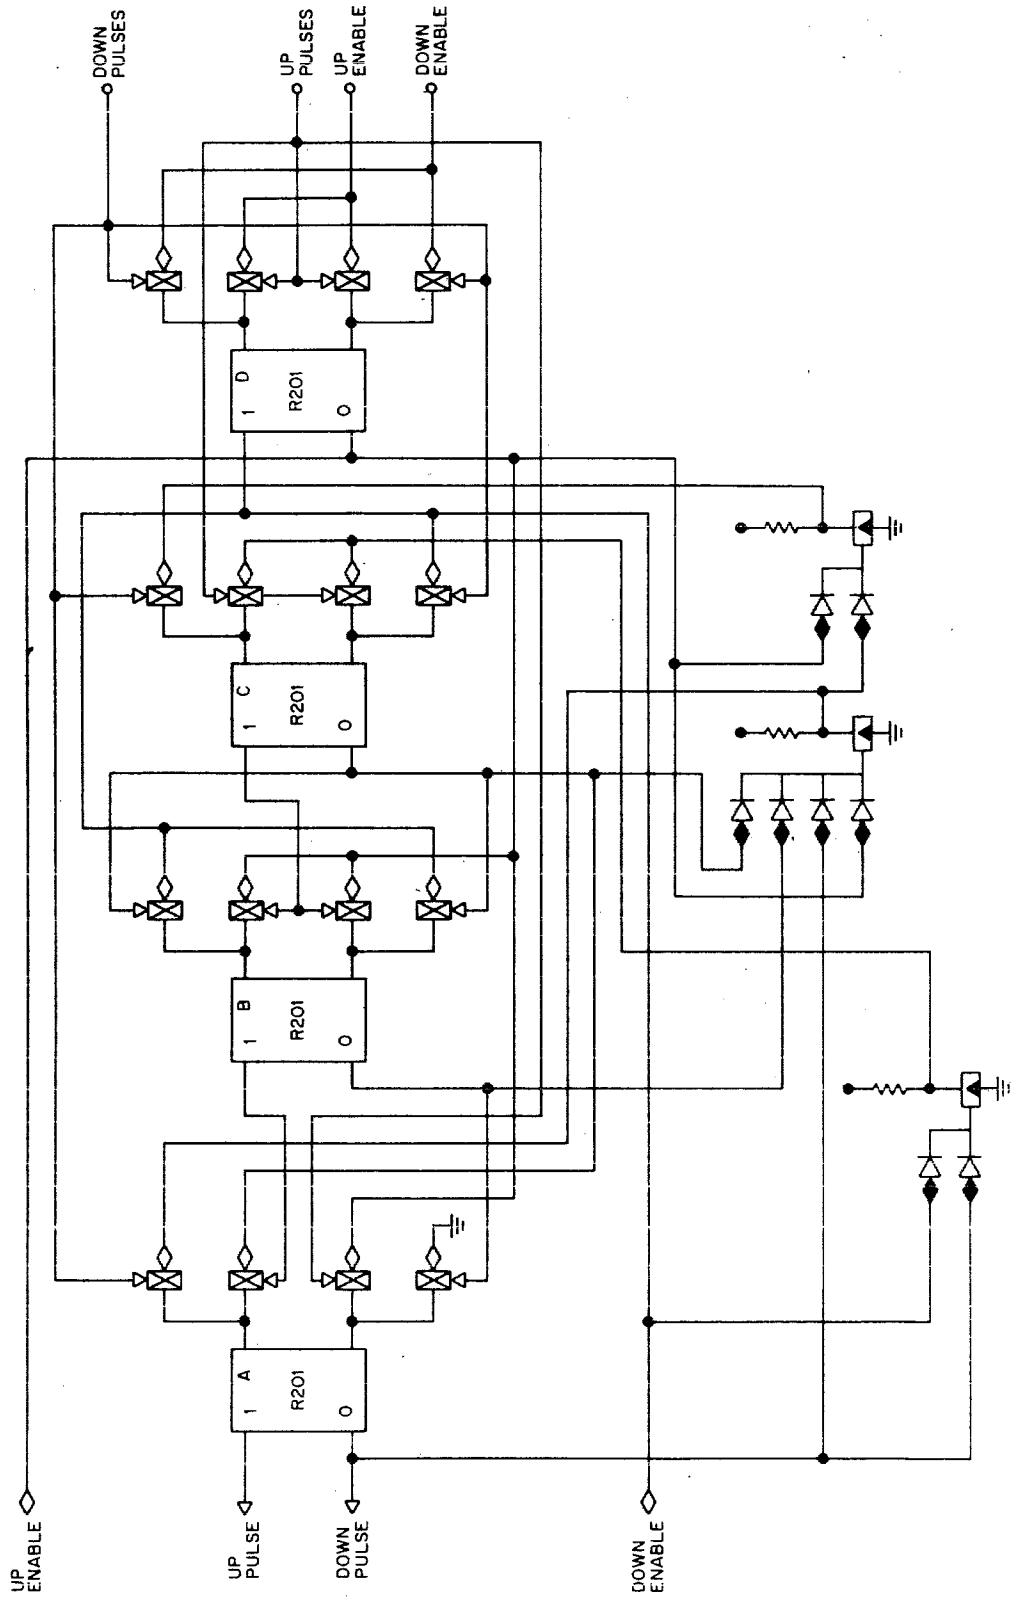 DOWN
PULSES
UP
PULSES
UP
ENABLE
DOWN
ENABLE
1 D
R201
0
1 C
R201
0
1 B
R201
0
1 A
R201
0
UP
ENABLE
UP
PULSE
DOWN
PULSE
DOWN
ENABLE